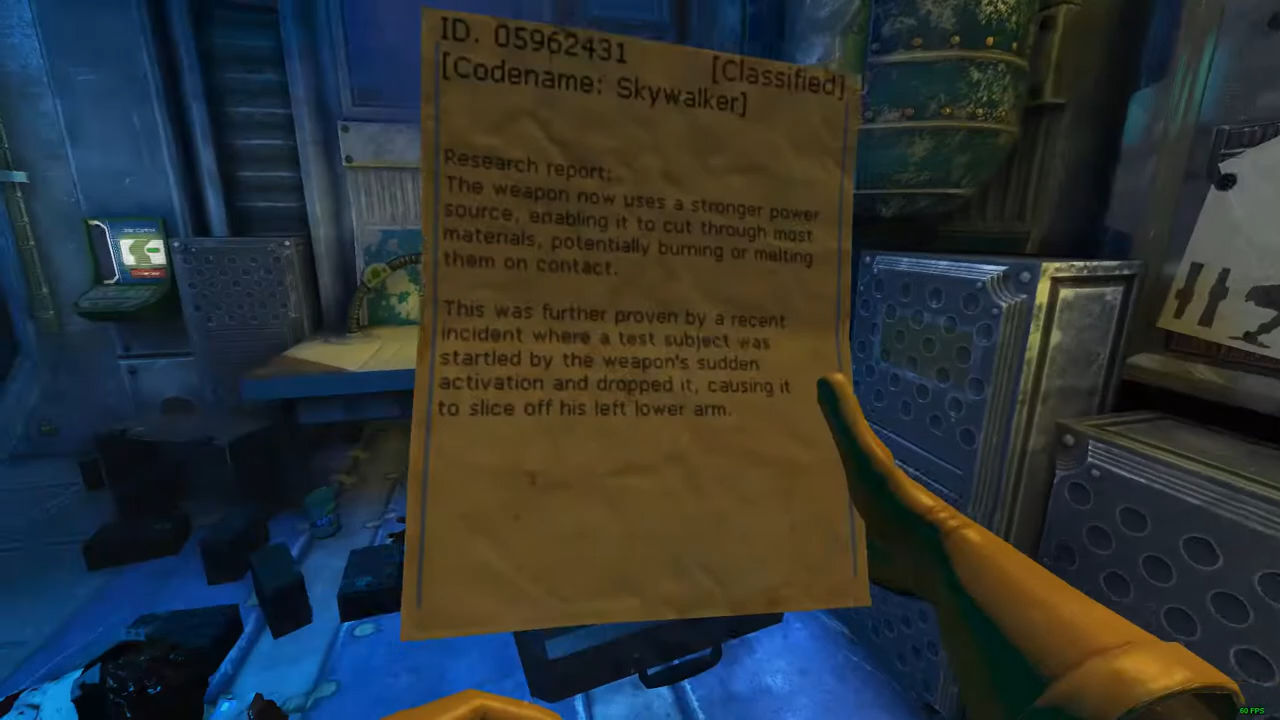 ID. 05962431
[Classified]
[Codename: Skywalker]
Research report:
The weapon now uses a stronger power
source, enabling it to cut through most
materials, potentially burning or malting
them on contact.
This was further proven by a recent
incident where a test subject was
startled by the weapon's sudden
activation and dropped it, causing it
to slice off his left lower arm.
60 FPS